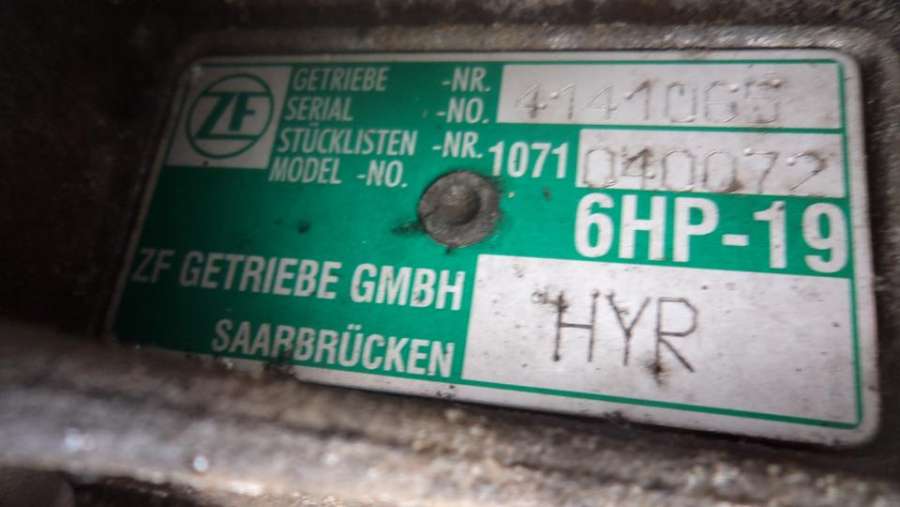 ZF
GETRIEBE -NR. 4141065
SERIAL -NO.
STÜCKLISTEN -NR. 1071 040072
MODEL -NO.
6HP-19
ZF GETRIEBE GMBH
SAARBRÜCKEN
HYR